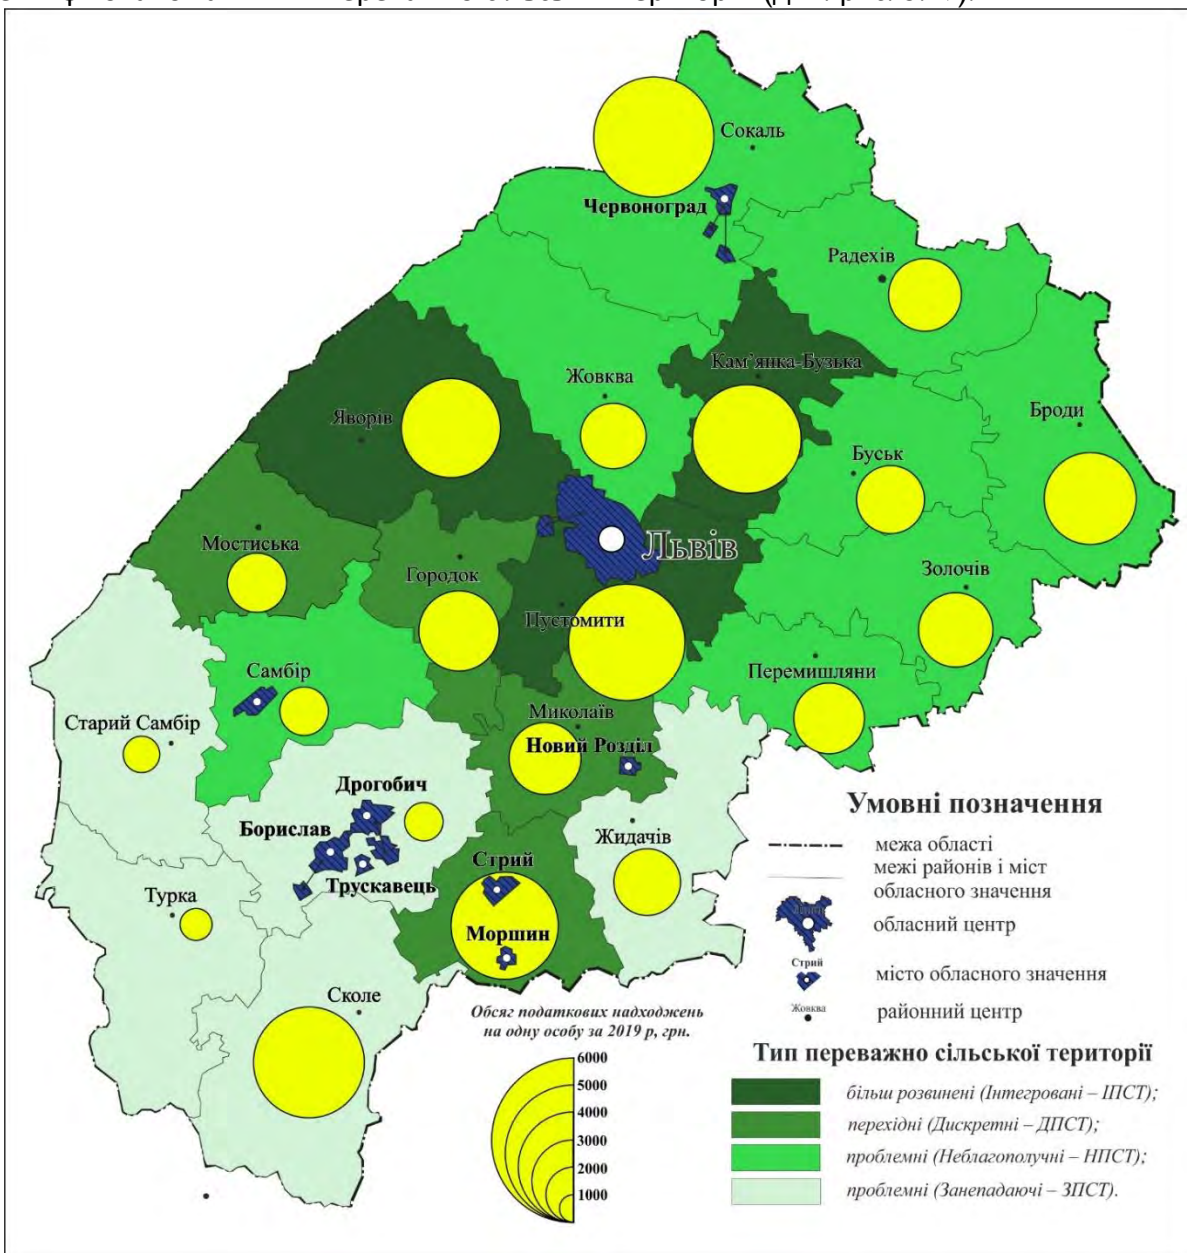 Сокаль
Червоноград
Радехів
Кам’янка-Бузька
Жовква
Яворів
Броди
Буськ
Мостиська
Львів
Городок
Золочів
Пустомити
Самбір
Перемишляни
Старий Самбір
Миколаїв
Новий Розділ
Дрогобич
Борислав
Жидачів
Стрий
Трускавець
Турка
Моршин
Сколе
Обсяг податкових надходжень
на одну особу за 2019 р, грн.
6000
5000
4000
3000
2000
1000
Умовні позначення
межа області
межі районів і міст
обласного значення
Львів
обласний центр
Стрий
місто обласного значення
Жовква
районний центр
Тип переважно сільської території
більш розвинені (Інтегровані – ІПСТ);
перехідні (Дискретні – ДПСТ;
проблемні (Неблагополучні – НПСТ;
проблемні (Занепадаючі – ЗПСТ).